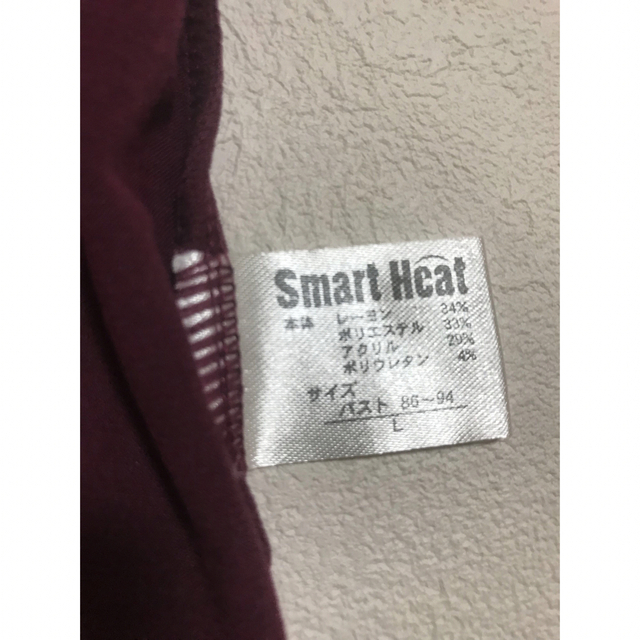 Smart Heat
本体 レーヨン 34%
ポリエステル 33%
アクリル 29%
ポリウレタン 4%
サイズ
バスト 86〜94
L